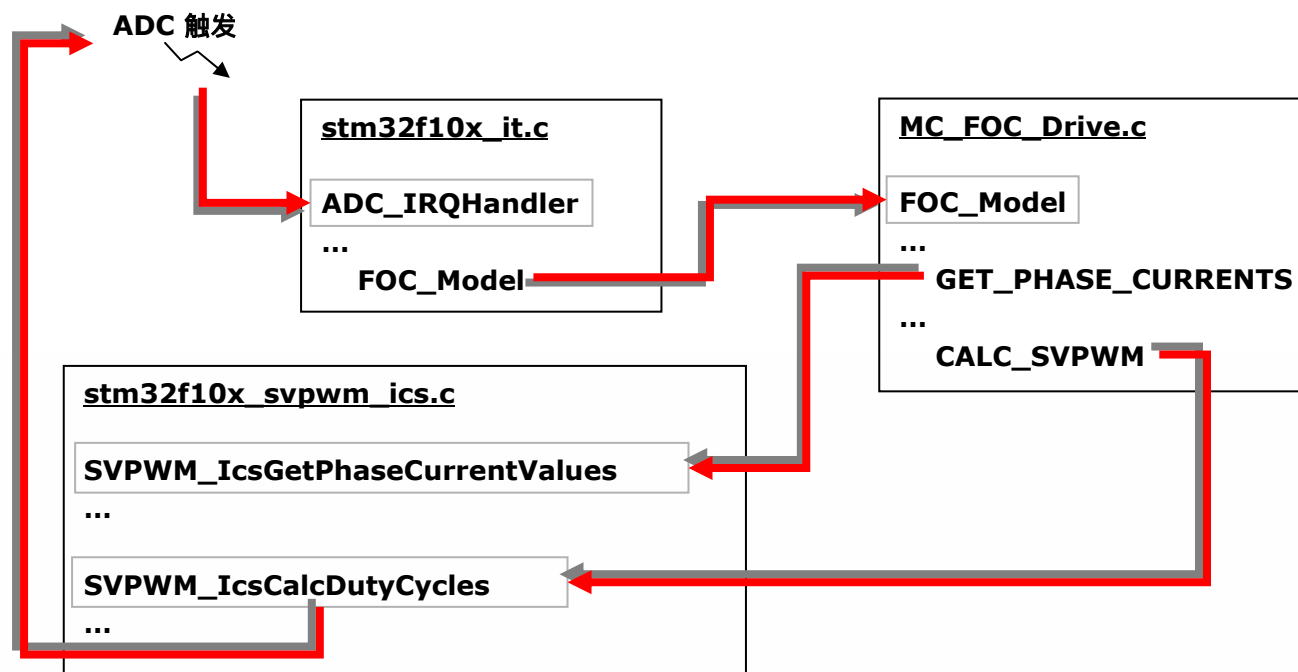 ADC 触发
stm32f10x_it.c
ADC_IRQHandler
...
FOC_Model
MC_FOC_Drive.c
FOC_Model
...
GET_PHASE_CURRENTS
...
CALC_SVPWM
stm32f10x_svpwm_ics.c
SVPWM_IcsGetPhaseCurrentValues
...
SVPWM_IcsCalcDutyCycles
...